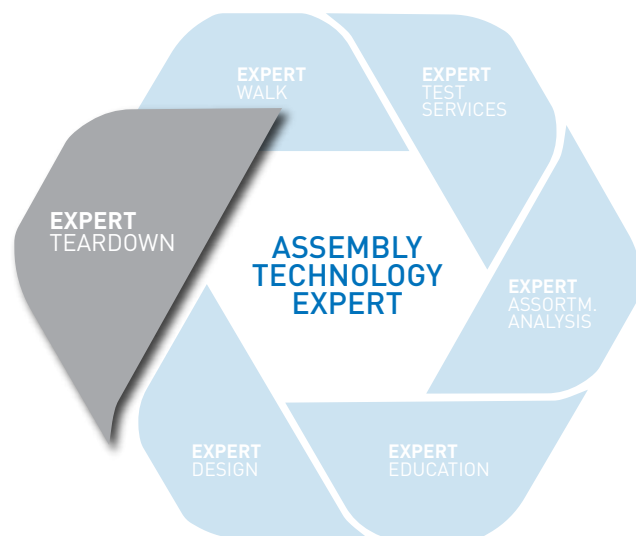 EXPERT
WALK
EXPERT
TEST
SERVICES
EXPERT
TEARDOWN
ASSEMBLY
TECHNOLOGY
EXPERT
EXPERT
ASSORTM.
ANALYSIS
EXPERT
DESIGN
EXPERT
EDUCATION